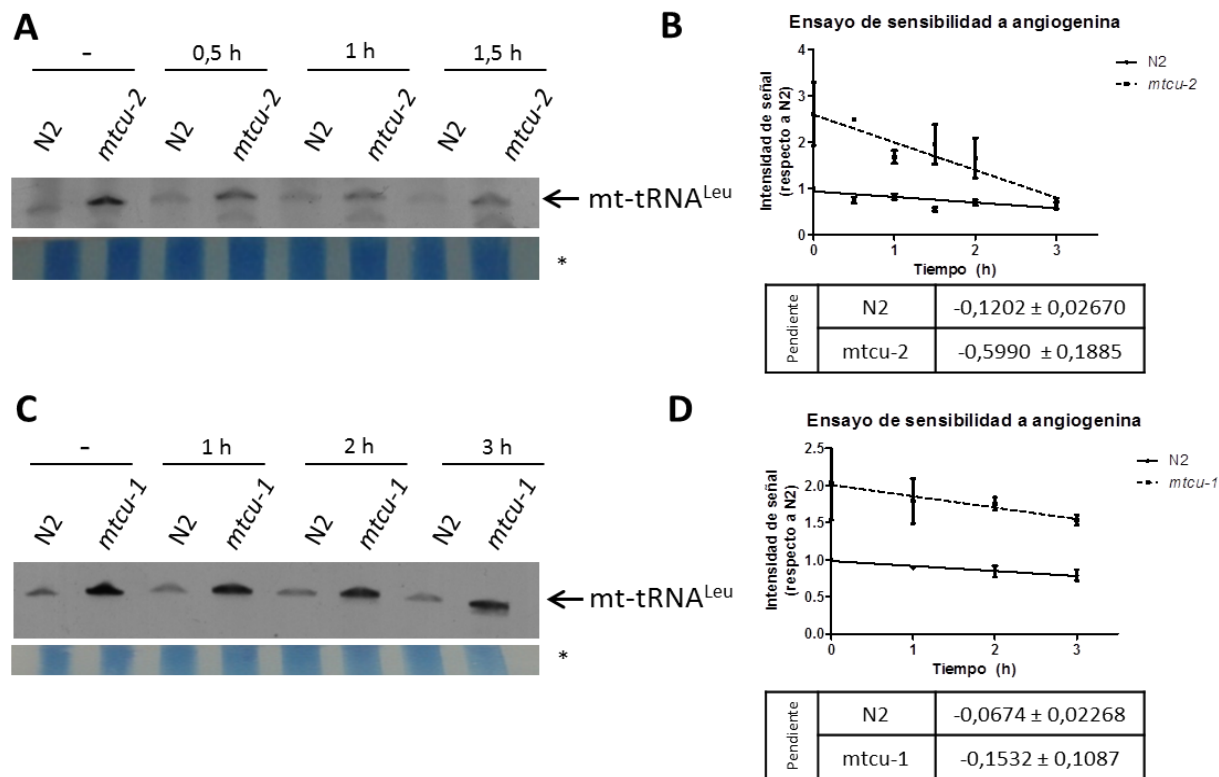 A
– 0,5 h 1 h 1,5 h
N2 mtcu-2 N2 mtcu-2 N2 mtcu-2 N2 mtcu-2
mt-tRNALeu
*
B
Ensayo de sensibilidad a angiogenina
N2
mtcu-2
Intensidad de señal
(respecto a N2)
4
3
2
1
0
0 1 2 3
Tiempo (h)
Pendiente
N2 -0,1202 ± 0,02670
mtcu-2 -0,5990 ± 0,1885
C
– 1 h 2 h 3 h
N2 mtcu-1 N2 mtcu-1 N2 mtcu-1 N2 mtcu-1
mt-tRNALeu
*
D
Ensayo de sensibilidad a angiogenina
N2
mtcu-1
Intensidad de señal
(respecto a N2)
2.5
2.0
1.5
1.0
0.5
0.0
0 1 2 3
Tiempo (h)
Pendiente
N2 -0,0674 ± 0,02268
mtcu-1 -0,1532 ± 0,1087